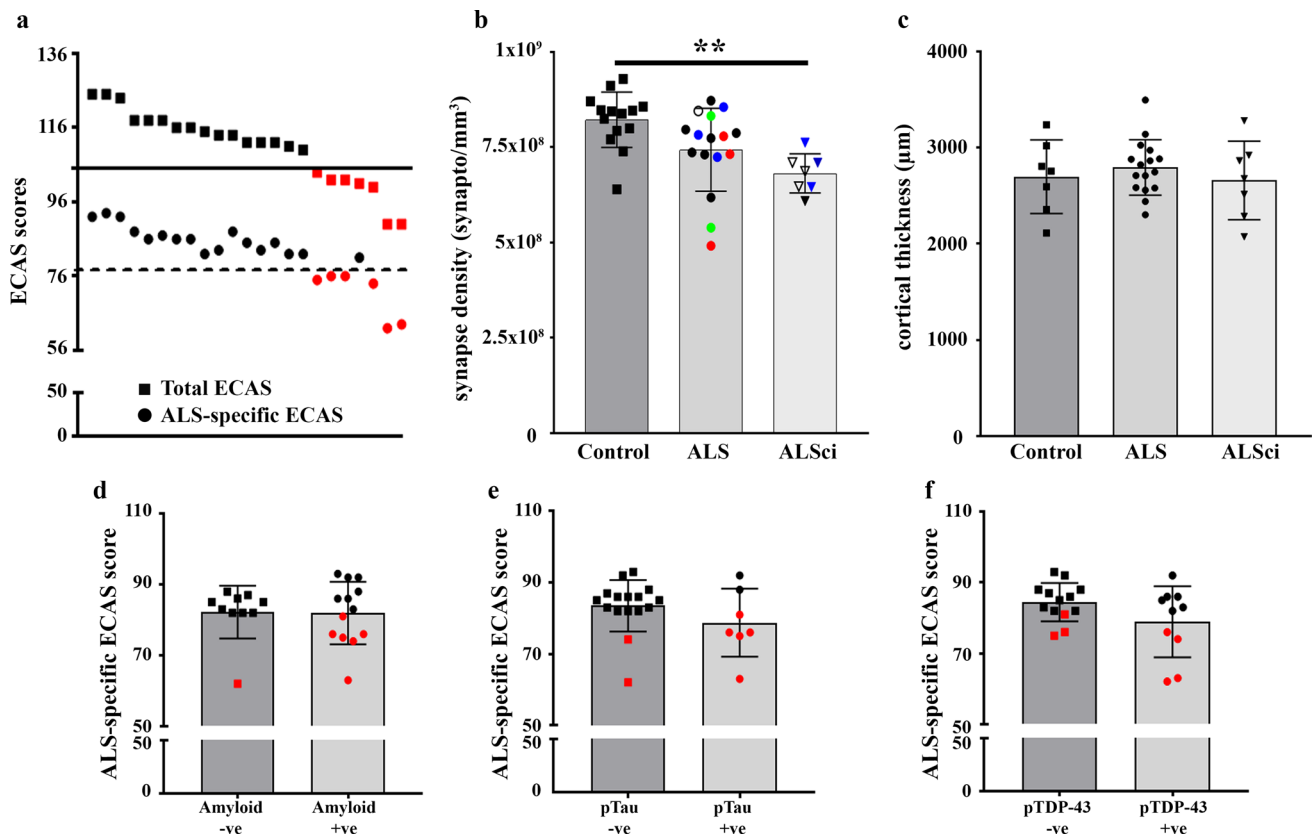 a
136
116
96
76
56
50
0
ECAS scores
Total ECAS
ALS-specific ECAS
b
**
1x10⁹
7.5x10⁸
5x10⁸
2.5x10⁸
0
synapse density (synapto/mm³)
Control ALS ALSci
c
4000
3000
2000
1000
0
cortical thickness (µm)
Control ALS ALSci
d
110
90
70
50
50
0
ALS-specific ECAS score
Amyloid Amyloid
-ve +ve
e
110
90
70
50
50
0
ALS-specific ECAS score
pTau pTau
-ve +ve
f
110
90
70
50
50
0
ALS-specific ECAS score
pTDP-43 pTDP-43
-ve +ve